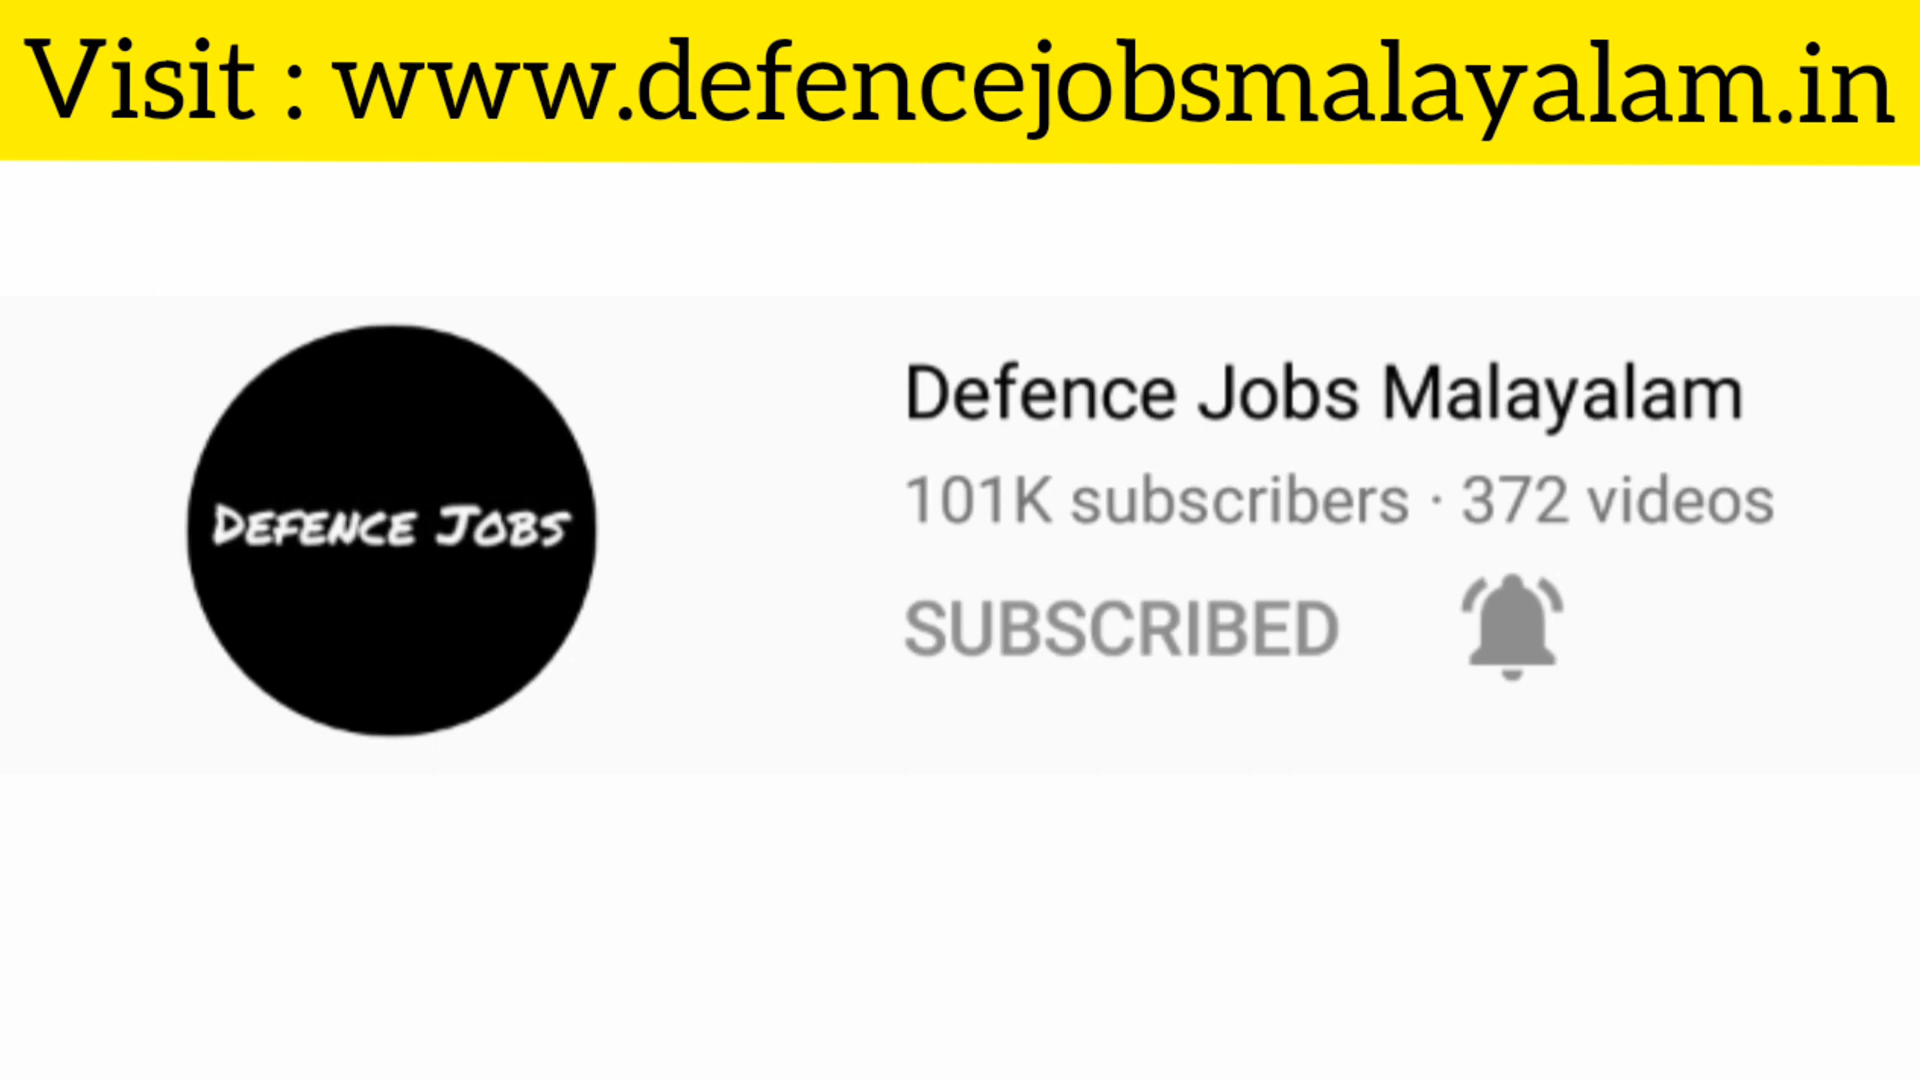 Visit : www.defencejobsmalayalam.in
DEFENCE JOBS
Defence Jobs Malayalam
101K subscribers · 372 videos
SUBSCRIBED